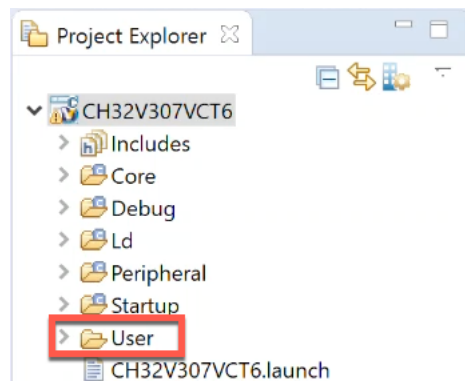 Project Explorer
CH32V307VCT6
Includes
Core
Debug
Ld
Peripheral
Startup
User
CH32V307VCT6.launch